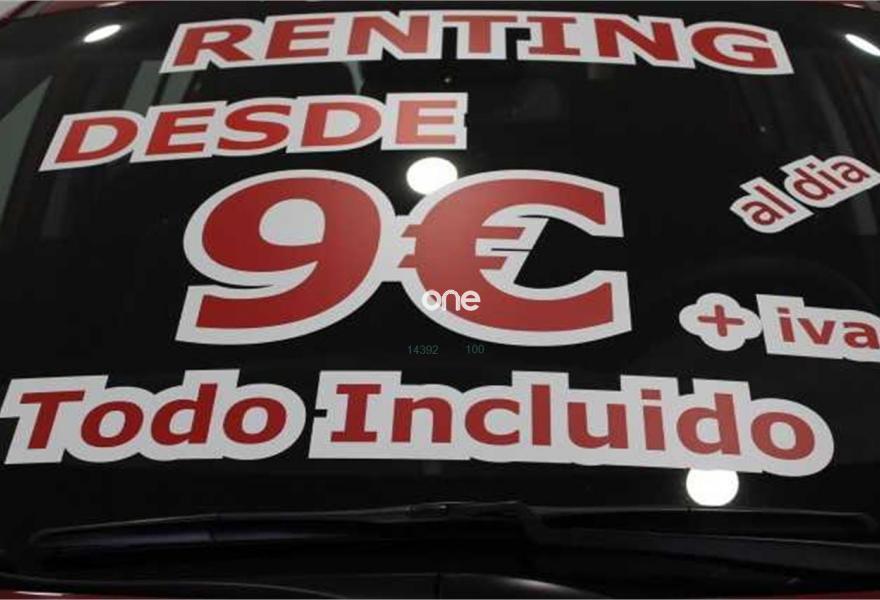 RENTING
DESDE
9€
al dia
+ iva
one
14392 100
Todo Incluido